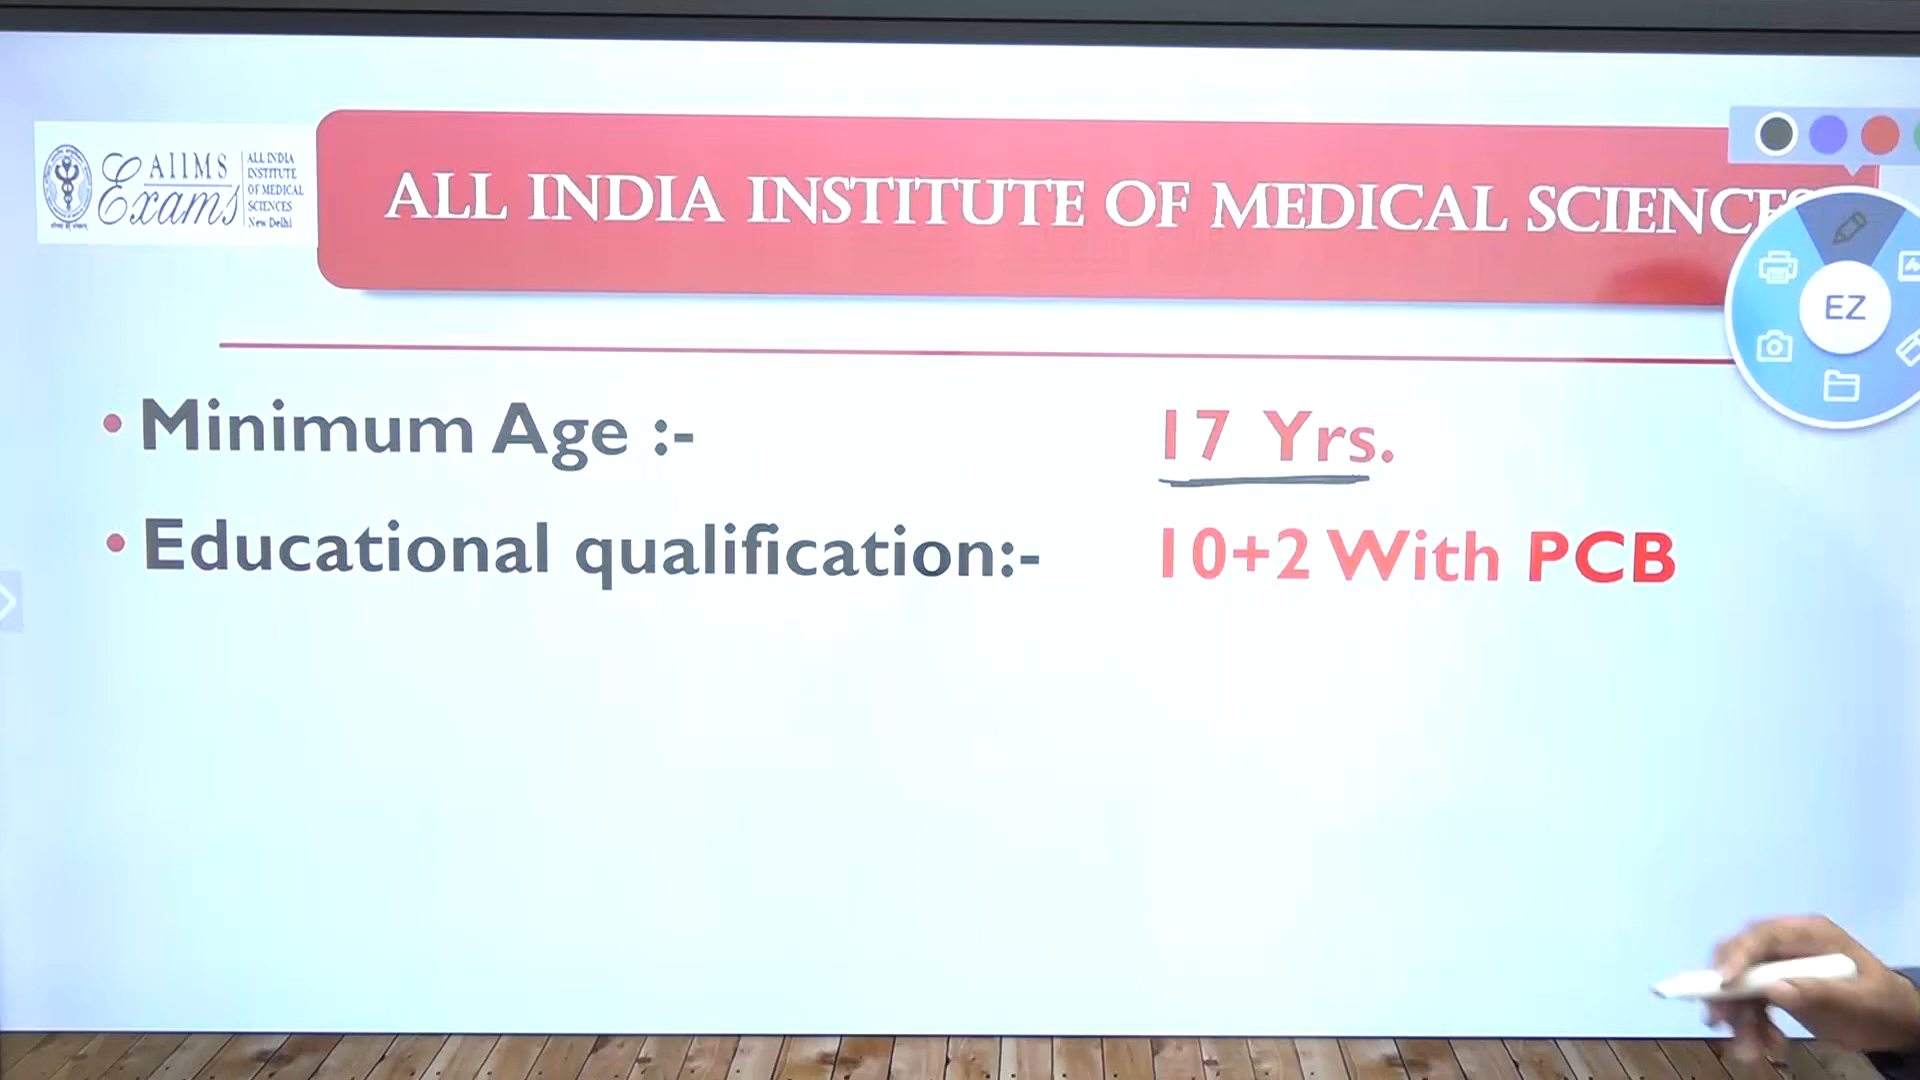 AIIMS
Exams
ALL INDIA
INSTITUTE
OF MEDICAL
SCIENCES
New Delhi
ALL INDIA INSTITUTE OF MEDICAL SCIENCES
EZ
• Minimum Age :- 17 Yrs.
• Educational qualification:- 10+2 With PCB